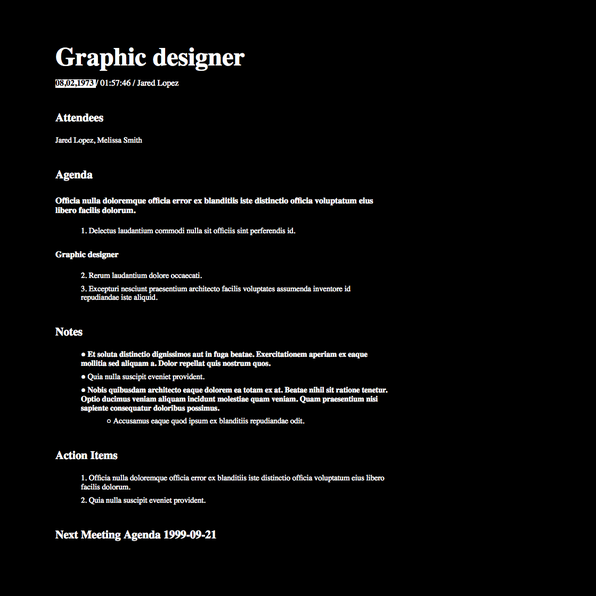 Graphic designer
08,02,1973 / 01:57:46 / Jared Lopez
Attendees
Jared Lopez, Melissa Smith
Agenda
Officia nulla doloremque officia error ex blanditiis iste distinctio officia voluptatum eius
libero facilis dolorum.
1. Delectus laudantium commodi nulla sit officiis sint perferendis id.
Graphic designer
2. Rerum laudantium dolore occaecati.
3. Excepturi nesciunt praesentium architecto facilis voluptates assumenda inventore id
repudiandae iste aliquid.
Notes
● Et soluta distinctio dignissimos aut in fuga beatae. Exercitationem aperiam ex eaque
mollitia sed aliquam a. Dolor repellat quis nostrum quos.
● Quia nulla suscipit eveniet provident.
● Nobis quibusdam architecto eaque dolorem ea totam ex at. Beatae nihil sit ratione tenetur.
Optio ducimus veniam aliquam incidunt molestiae quam veniam. Quam praesentium nisi
sapiente consequatur doloribus possimus.
○ Accusamus eaque quod ipsum ex blanditiis repudiandae odit.
Action Items
1. Officia nulla doloremque officia error ex blanditiis iste distinctio officia voluptatum eius libero
facilis dolorum.
2. Quia nulla suscipit eveniet provident.
Next Meeting Agenda 1999-09-21